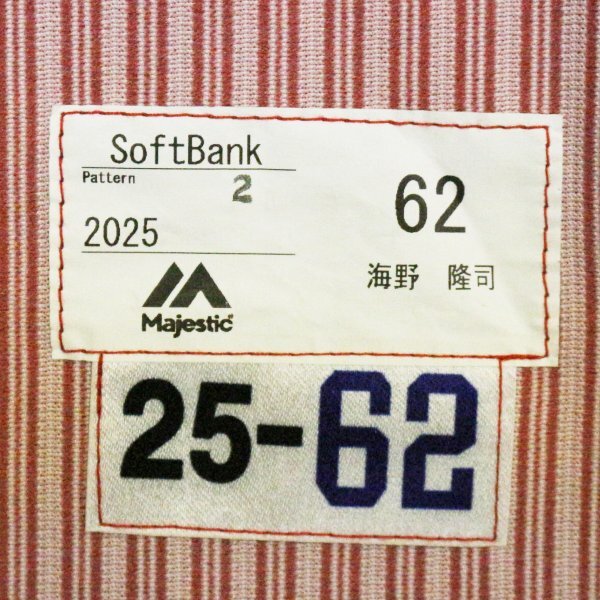 SoftBank
Pattern 2
2025
62
海野 隆司
Majestic
25-62